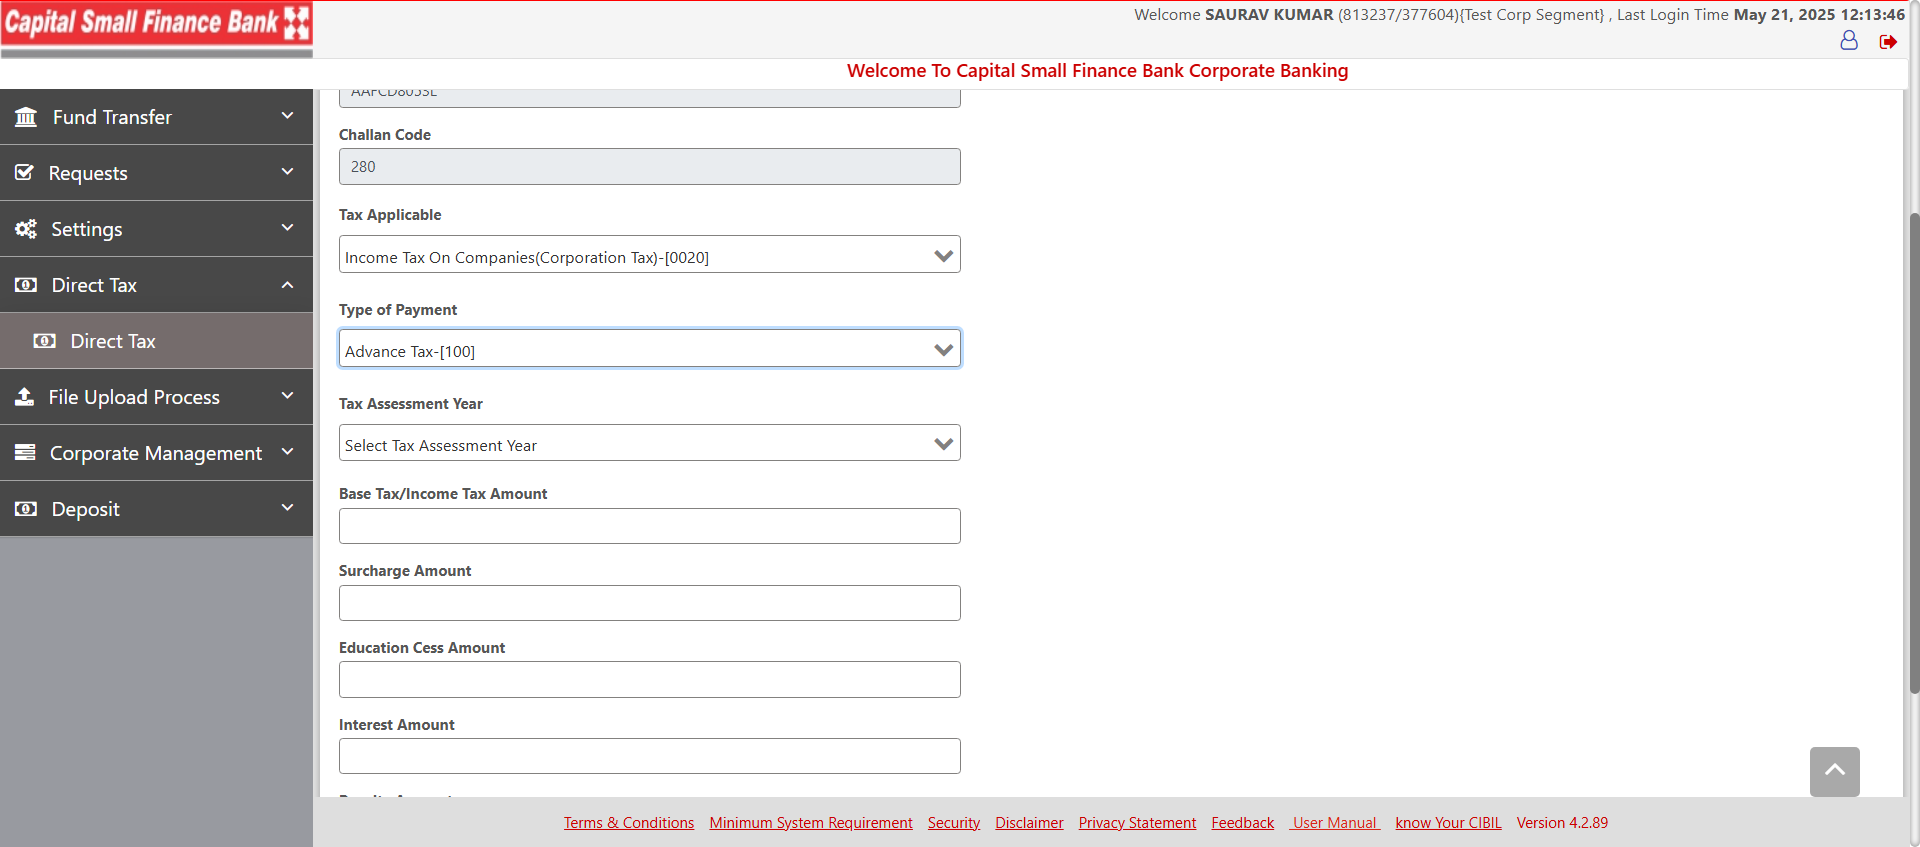 Capital Small Finance Bank
Welcome SAURAV KUMAR (813237/377604){Test Corp Segment} , Last Login Time May 21, 2025 12:13:46
Welcome To Capital Small Finance Bank Corporate Banking
Fund Transfer
Requests
Settings
Direct Tax
Direct Tax
File Upload Process
Corporate Management
Deposit
Challan Code
280
Tax Applicable
Income Tax On Companies(Corporation Tax)-[0020]
Type of Payment
Advance Tax-[100]
Tax Assessment Year
Select Tax Assessment Year
Base Tax/Income Tax Amount
Surcharge Amount
Education Cess Amount
Interest Amount
Terms & Conditions Minimum System Requirement Security Disclaimer Privacy Statement Feedback User Manual know Your CIBIL Version 4.2.89